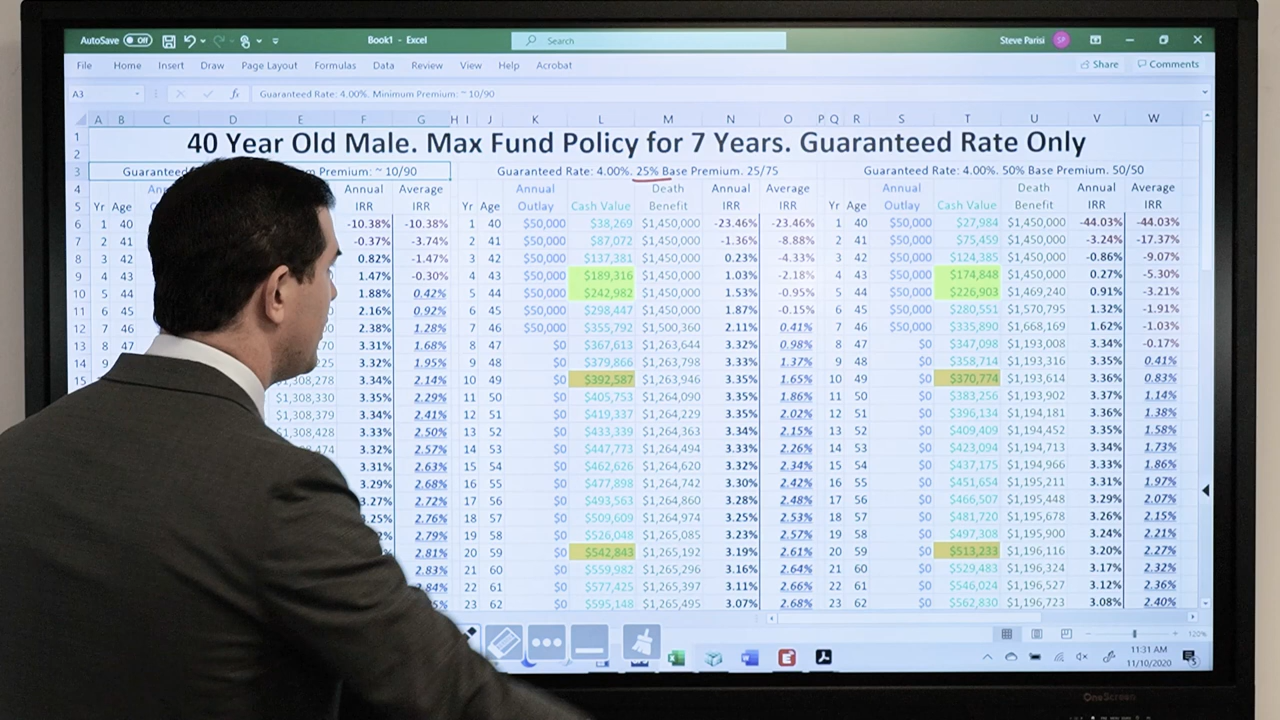 AutoSave Off Book1 - Excel Search Steve Parisi SP
File Home Insert Draw Page Layout Formulas Data Review View Help Acrobat Share Comments
A3 fx Guaranteed Rate: 4.00%. Minimum Premium: ~ 10/90
A B C D E F G H I J K L M N O P Q R S T U V W
1 40 Year Old Male. Max Fund Policy for 7 Years. Guaranteed Rate Only
2
3 Guaranteed Premium: ~ 10/90 Guaranteed Rate: 4.00%. 25% Base Premium. 25/75 Guaranteed Rate: 4.00%. 50% Base Premium. 50/50
4 Annual Average Annual Death Annual Average Annual Death Annual Average
5 Yr Age IRR IRR Yr Age Outlay Cash Value Benefit IRR IRR Yr Age Outlay Cash Value Benefit IRR IRR
6 1 40 -10.38% -10.38% 1 40 $50,000 $38,269 $1,450,000 -23.46% -23.46% 1 40 $50,000 $27,984 $1,450,000 -44.03% -44.03%
7 2 41 -0.37% -3.74% 2 41 $50,000 $87,072 $1,450,000 -1.36% -8.88% 2 41 $50,000 $75,459 $1,450,000 -3.24% -17.37%
8 3 42 0.82% -1.47% 3 42 $50,000 $137,381 $1,450,000 0.23% -4.33% 3 42 $50,000 $124,385 $1,450,000 -0.86% -9.07%
9 4 43 1.47% -0.30% 4 43 $50,000 $189,316 $1,450,000 1.03% -2.18% 4 43 $50,000 $174,848 $1,450,000 0.27% -5.30%
10 5 44 1.88% 0.42% 5 44 $50,000 $242,982 $1,450,000 1.53% -0.95% 5 44 $50,000 $226,903 $1,469,240 0.91% -3.21%
11 6 45 2.16% 0.92% 6 45 $50,000 $298,447 $1,450,000 1.87% -0.15% 6 45 $50,000 $280,551 $1,570,795 1.32% -1.91%
12 7 46 2.38% 1.28% 7 46 $50,000 $355,792 $1,500,360 2.11% 0.41% 7 46 $50,000 $335,890 $1,668,169 1.62% -1.03%
13 8 47 3.31% 1.68% 8 47 $0 $367,613 $1,263,644 3.32% 0.98% 8 47 $0 $347,098 $1,193,008 3.34% -0.17%
14 9 3.32% 1.95% 9 48 $0 $379,866 $1,263,798 3.33% 1.37% 9 48 $0 $358,714 $1,193,316 3.35% 0.41%
15 $1,308,278 3.34% 2.14% 10 49 $0 $392,587 $1,263,946 3.35% 1.65% 10 49 $0 $370,774 $1,193,614 3.36% 0.83%
$1,308,330 3.35% 2.29% 11 50 $0 $405,753 $1,264,090 3.35% 1.86% 11 50 $0 $383,256 $1,193,902 3.37% 1.14%
$1,308,379 3.34% 2.41% 12 51 $0 $419,337 $1,264,229 3.35% 2.02% 12 51 $0 $396,134 $1,194,181 3.36% 1.38%
$1,308,428 3.33% 2.50% 13 52 $0 $433,339 $1,264,363 3.34% 2.15% 13 52 $0 $409,409 $1,194,452 3.35% 1.58%
3.32% 2.57% 14 53 $0 $447,773 $1,264,494 3.33% 2.26% 14 53 $0 $423,094 $1,194,713 3.34% 1.73%
3.31% 2.63% 15 54 $0 $462,626 $1,264,620 3.32% 2.34% 15 54 $0 $437,175 $1,194,966 3.33% 1.86%
3.29% 2.68% 16 55 $0 $477,898 $1,264,742 3.30% 2.42% 16 55 $0 $451,654 $1,195,211 3.31% 1.97%
3.27% 2.72% 17 56 $0 $493,563 $1,264,860 3.28% 2.48% 17 56 $0 $466,507 $1,195,448 3.29% 2.07%
2.76% 18 57 $0 $509,609 $1,264,974 3.25% 2.53% 18 57 $0 $481,720 $1,195,678 3.26% 2.15%
2.79% 19 58 $0 $526,048 $1,265,085 3.23% 2.57% 19 58 $0 $497,308 $1,195,900 3.24% 2.21%
2.81% 20 59 $0 $542,843 $1,265,192 3.19% 2.61% 20 59 $0 $513,233 $1,196,116 3.20% 2.27%
2.83% 21 60 $0 $559,982 $1,265,296 3.16% 2.64% 21 60 $0 $529,483 $1,196,324 3.17% 2.32%
22 61 $0 $577,425 $1,265,397 3.11% 2.66% 22 61 $0 $546,024 $1,196,527 3.12% 2.36%
23 62 $0 $595,148 $1,265,495 3.07% 2.68% 23 62 $0 $562,830 $1,196,723 3.08% 2.40%
120%
11:31 AM
11/10/2020
OneScreen